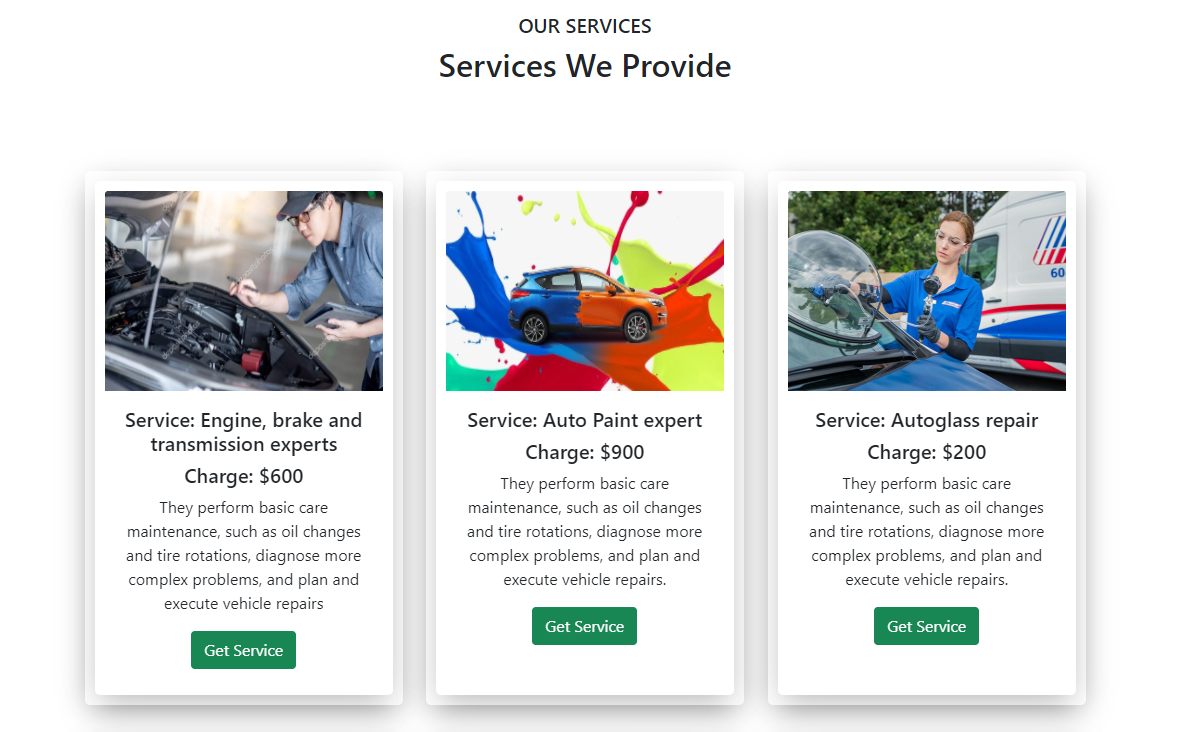 OUR SERVICES
Services We Provide
Service: Engine, brake and
transmission experts
Charge: $600
They perform basic care
maintenance, such as oil changes
and tire rotations, diagnose more
complex problems, and plan and
execute vehicle repairs
Get Service
Service: Auto Paint expert
Charge: $900
They perform basic care
maintenance, such as oil changes
and tire rotations, diagnose more
complex problems, and plan and
execute vehicle repairs.
Get Service
60
Service: Autoglass repair
Charge: $200
They perform basic care
maintenance, such as oil changes
and tire rotations, diagnose more
complex problems, and plan and
execute vehicle repairs.
Get Service